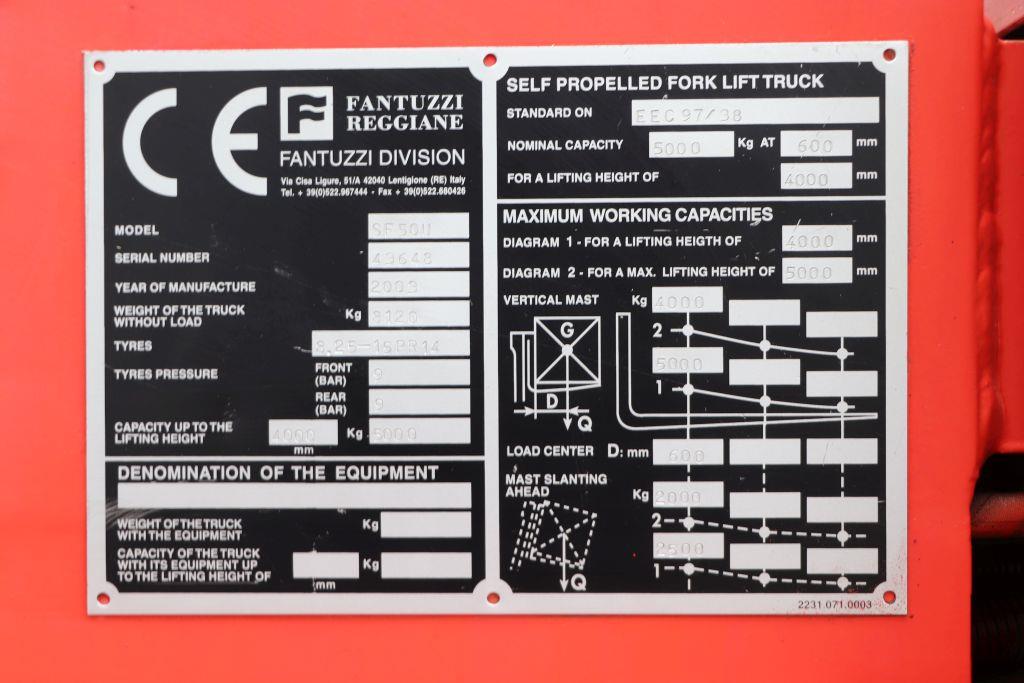 CE
FANTUZZI
REGGIANE
FANTUZZI DIVISION
Via Cisa Ligure, 51/A 42040 Lentigione (RE) Italy
Tel. + 39(0)522.967444 - Fax + 39(0)522.660426
MODEL
SERIAL NUMBER 43648
YEAR OF MANUFACTURE 2003
WEIGHT OF THE TRUCK
WITHOUT LOAD Kg 8120
TYRES 8,25-15PR14
TYRES PRESSURE FRONT
(BAR) 9
REAR
(BAR) 9
CAPACITY UP TO THE
LIFTING HEIGHT 4000 Kg 5000
mm
DENOMINATION OF THE EQUIPMENT
WEIGHT OF THE TRUCK
WITH THE EQUIPMENT Kg
CAPACITY OF THE TRUCK
WITH ITS EQUIPMENT UP Kg
TO THE LIFTING HEIGHT OF
mm
SELF PROPELLED FORK LIFT TRUCK
STANDARD ON EEC 97/38
NOMINAL CAPACITY 5000 Kg AT 600 mm
FOR A LIFTING HEIGHT OF 4000 mm
MAXIMUM WORKING CAPACITIES
DIAGRAM 1 - FOR A LIFTING HEIGTH OF 4000 mm
DIAGRAM 2 - FOR A MAX. LIFTING HEIGHT OF 5000 mm
VERTICAL MAST Kg 4000
2
G
5000
1
D
Q
LOAD CENTER D: mm 600
MAST SLANTING
AHEAD Kg 2000
2
2500
1
Q
2231.071.0003